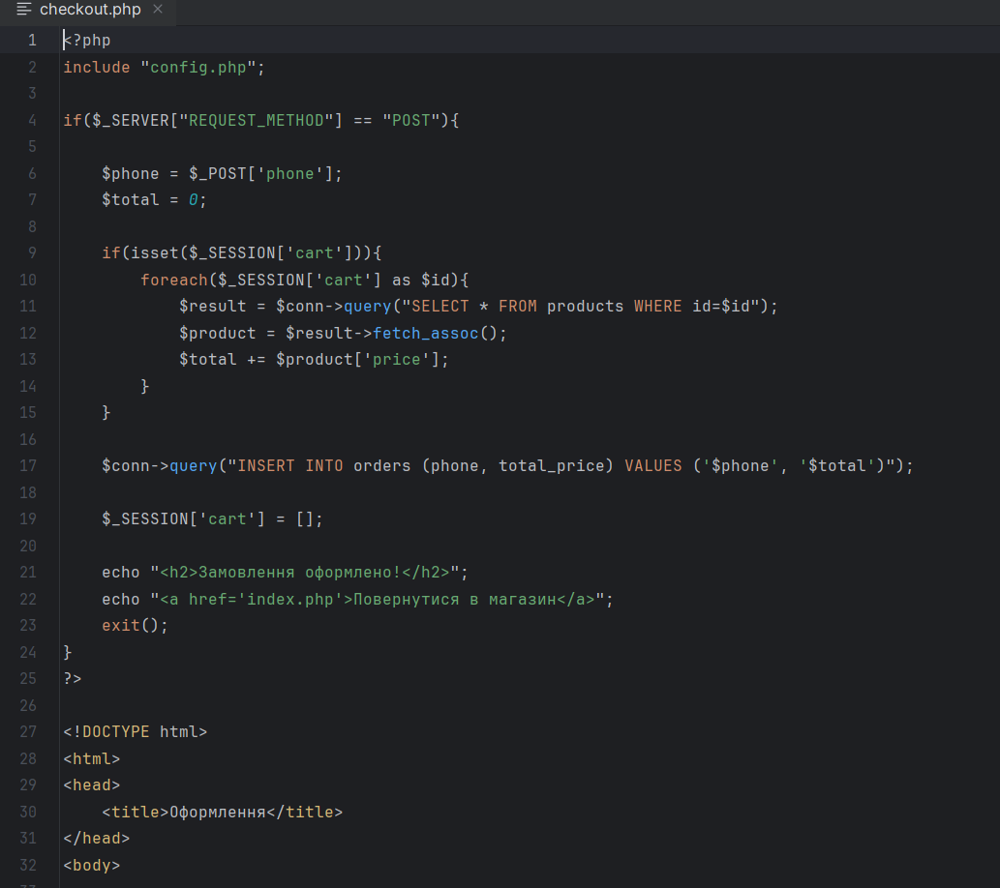 checkout.php
1 <?php
2 include "config.php";
3
4 if($_SERVER["REQUEST_METHOD"] == "POST"){
5
6     $phone = $_POST['phone'];
7     $total = 0;
8
9     if(isset($_SESSION['cart'])){
10         foreach($_SESSION['cart'] as $id){
11             $result = $conn->query("SELECT * FROM products WHERE id=$id");
12             $product = $result->fetch_assoc();
13             $total += $product['price'];
14         }
15     }
16
17     $conn->query("INSERT INTO orders (phone, total_price) VALUES ('$phone', '$total')");
18
19     $_SESSION['cart'] = [];
20
21     echo "<h2>Замовлення оформлено!</h2>";
22     echo "<a href='index.php'>Повернутися в магазин</a>";
23     exit();
24 }
25 ?>
26
27 <!DOCTYPE html>
28 <html>
29 <head>
30     <title>Оформлення</title>
31 </head>
32 <body>